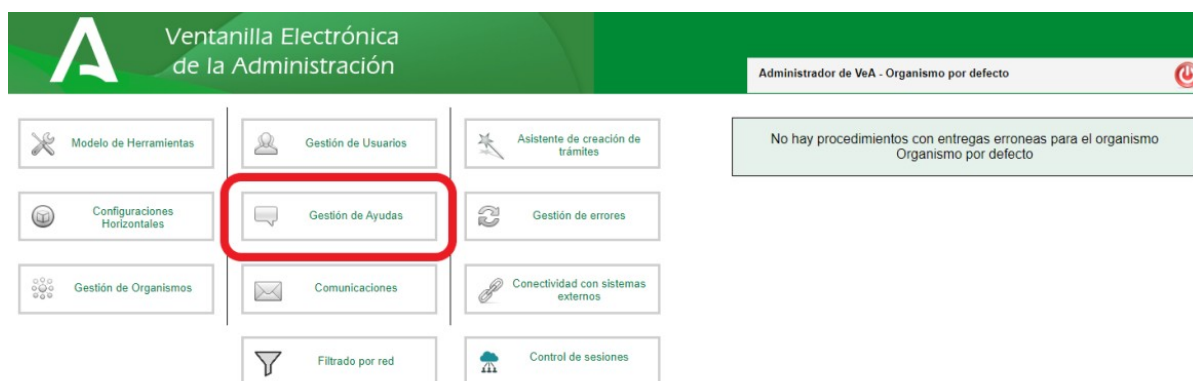 Ventanilla Electrónica
de la Administración
Administrador de VeA - Organismo por defecto
Modelo de Herramientas
Gestión de Usuarios
Asistente de creación de
trámites
No hay procedimientos con entregas erroneas para el organismo
Organismo por defecto
Configuraciones
Horizontales
Gestión de Ayudas
Gestión de errores
Gestión de Organismos
Comunicaciones
Conectividad con sistemas
externos
Filtrado por red
Control de sesiones